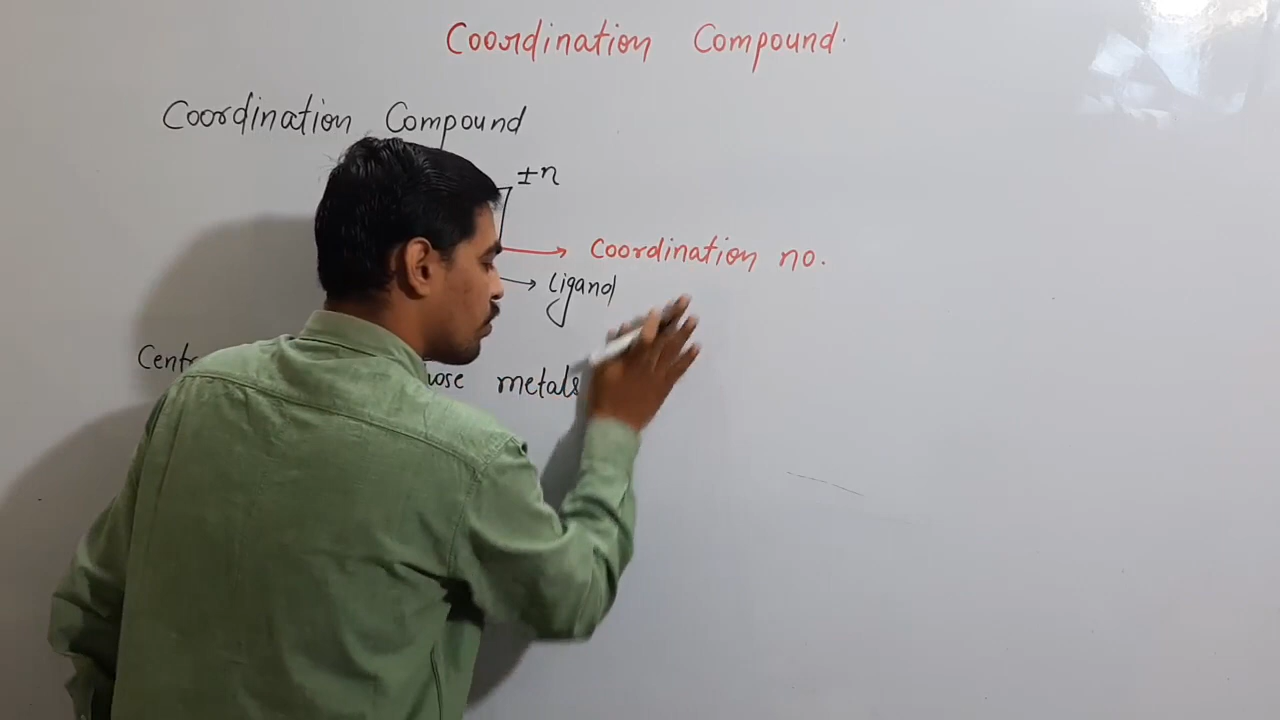 Coordination Compound.
Coordination Compound
±n
Coordination no.
Ligand
metals